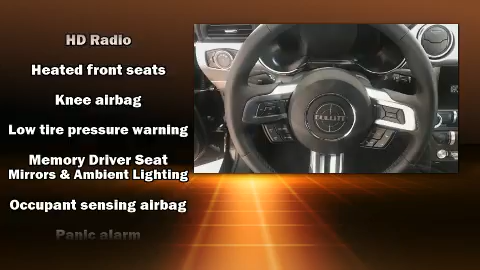 HD Radio
Heated front seats
Knee airbag
Low tire pressure warning
Memory Driver Seat
Mirrors & Ambient Lighting
Occupant sensing airbag
Panic alarm
BULLITT